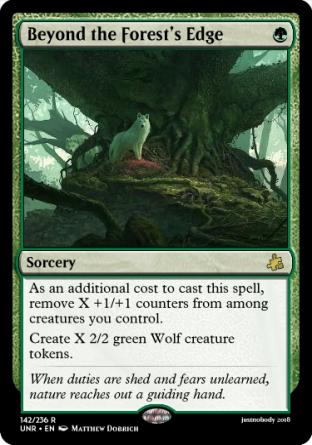 Beyond the Forest's Edge
Sorcery
As an additional cost to cast this spell,
remove X +1/+1 counters from among
creatures you control.
Create X 2/2 green Wolf creature
tokens.
When duties are shed and fears unlearned,
nature reaches out a guiding hand.
142/236 R
justnobody 2018
UNR • EN Matthew Dobrich